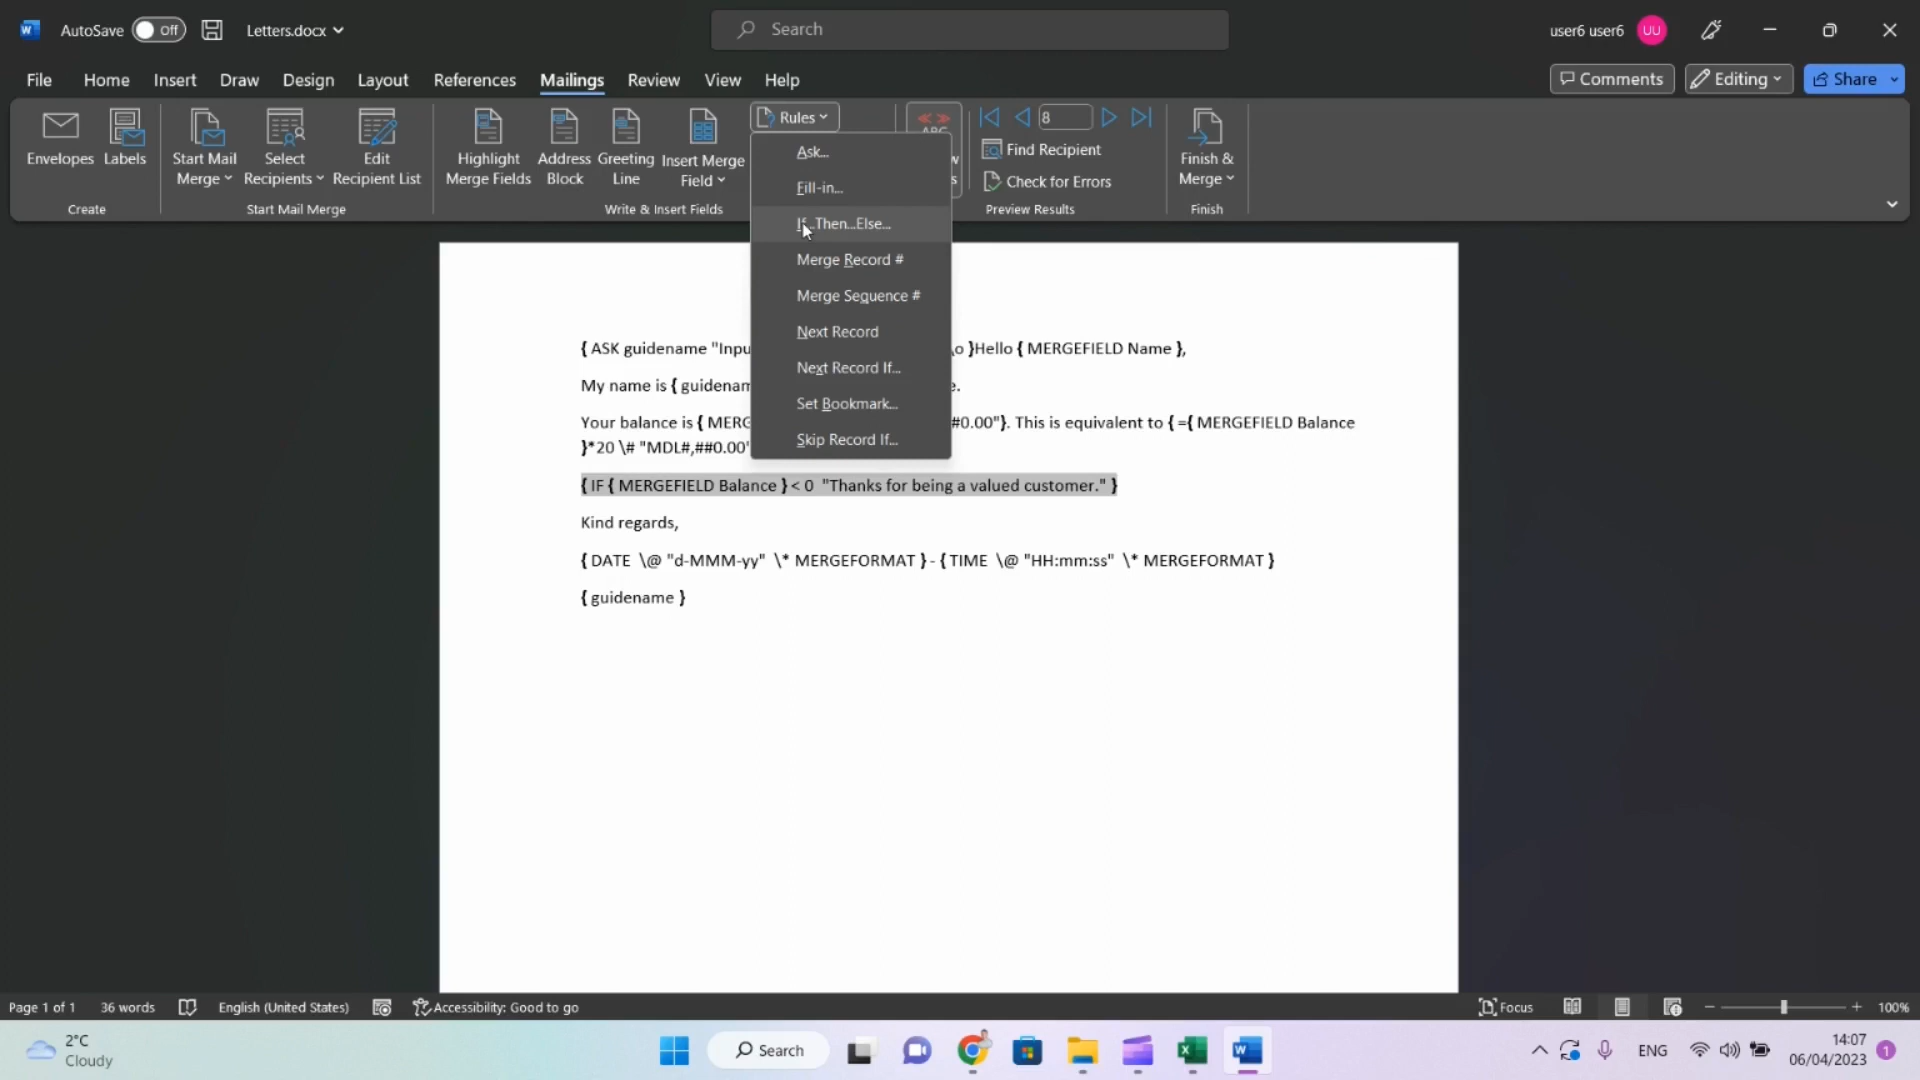 AutoSave Off Letters.docx Search user6 user6 UU
File Home Insert Draw Design Layout References Mailings Review View Help Comments Editing Share
Envelopes Labels
Create
Start Mail Merge
Select Recipients
Edit Recipient List
Start Mail Merge
Highlight Merge Fields
Address Block
Greeting Line
Insert Merge Field
Write & Insert Fields
Rules
ABC
8
Find Recipient
Check for Errors
Preview Results
Finish & Merge
Finish
Ask...
Fill-in...
If...Then...Else...
Merge Record #
Merge Sequence #
Next Record
Next Record If...
Set Bookmark...
Skip Record If...
{ ASK guidename "Inpu \o }Hello { MERGEFIELD Name },
My name is { guidenam e.
Your balance is { MERG #0.00"}. This is equivalent to { ={ MERGEFIELD Balance
}*20 \# "MDL#,##0.00"
{ IF { MERGEFIELD Balance } < 0 "Thanks for being a valued customer." }
Kind regards,
{ DATE \@ "d-MMM-yy" \* MERGEFORMAT } - { TIME \@ "HH:mm:ss" \* MERGEFORMAT }
{ guidename }
Page 1 of 1 36 words English (United States) Accessibility: Good to go Focus 100%
2°C
Cloudy
Search
ENG
14:07
06/04/2023
1